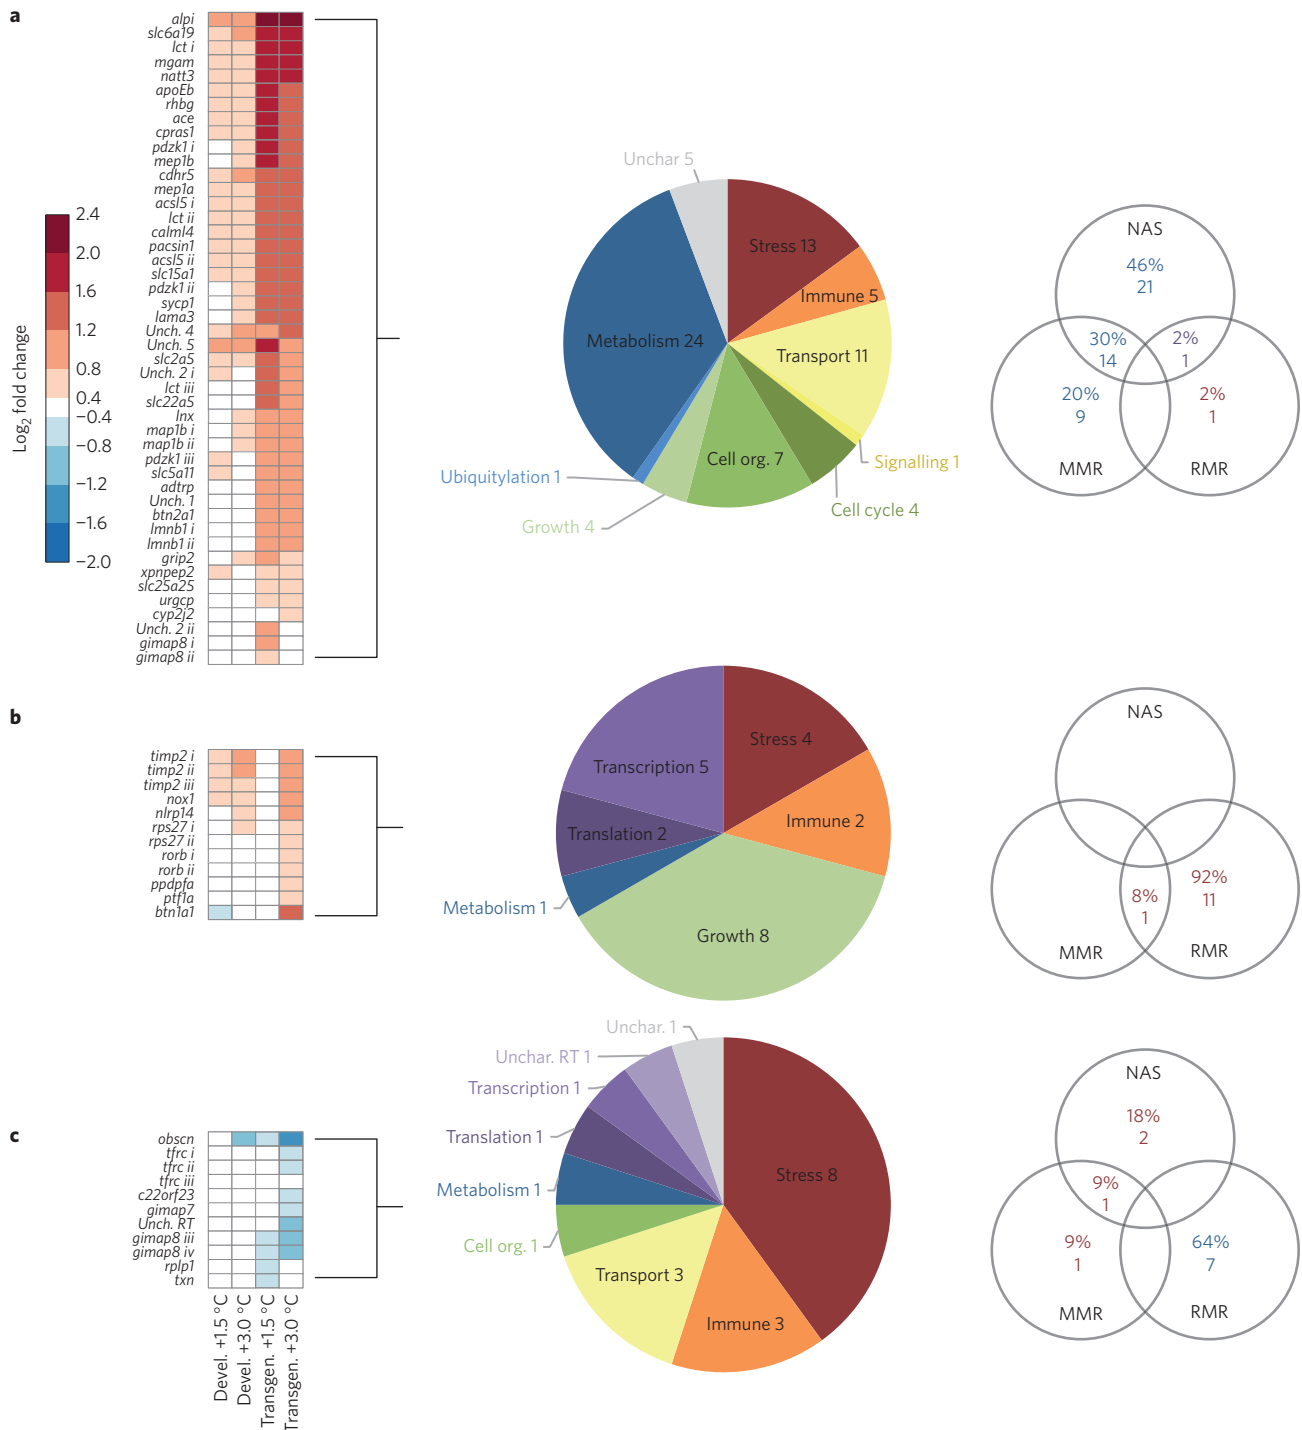 a
alpi
slc6a19
lct i
mgam
natt3
apoEb
rhbg
ace
cpras1
pdzk1 i
mep1b
cdhr5
mep1a
acsl5 i
lct ii
calml4
pacsin1
acsl5 ii
slc15a1
pdzk1 ii
sycp1
lama3
Unch. 4
Unch. 5
slc2a5
Unch. 2 i
lct iii
slc22a5
lnx
map1b i
map1b ii
pdzk1 iii
slc5a11
adtrp
Unch. 1
btn2a1
lmnb1 i
lmnb1 ii
grip2
xpnpep2
slc25a25
urgcp
cyp2j2
Unch. 2 ii
gimap8 i
gimap8 ii
Log2 fold change
2.4
2.0
1.6
1.2
0.8
0.4
−0.4
−0.8
−1.2
−1.6
−2.0
Unchar 5
Stress 13
Immune 5
Metabolism 24
Transport 11
Cell org. 7
Signalling 1
Ubiquitylation 1
Cell cycle 4
Growth 4
NAS
46%
21
30%
14
2%
1
20%
9
2%
1
MMR
RMR
b
timp2 i
timp2 ii
timp2 iii
nox1
nlrp14
rps27 i
rps27 ii
rorb i
rorb ii
ppdpfa
ptf1a
btn1a1
Stress 4
Transcription 5
Immune 2
Translation 2
Metabolism 1
Growth 8
NAS
92%
11
8%
1
MMR
RMR
c
obscn
tfrc i
tfrc ii
tfrc iii
c22orf23
gimap7
Unch. RT
gimap8 iii
gimap8 iv
rplp1
txn
Devel. +1.5 °C
Devel. +3.0 °C
Transgen. +1.5 °C
Transgen. +3.0 °C
Unchar. 1
Unchar. RT 1
Transcription 1
Translation 1
Metabolism 1
Cell org. 1
Stress 8
Transport 3
Immune 3
NAS
18%
2
9%
1
9%
1
64%
7
MMR
RMR